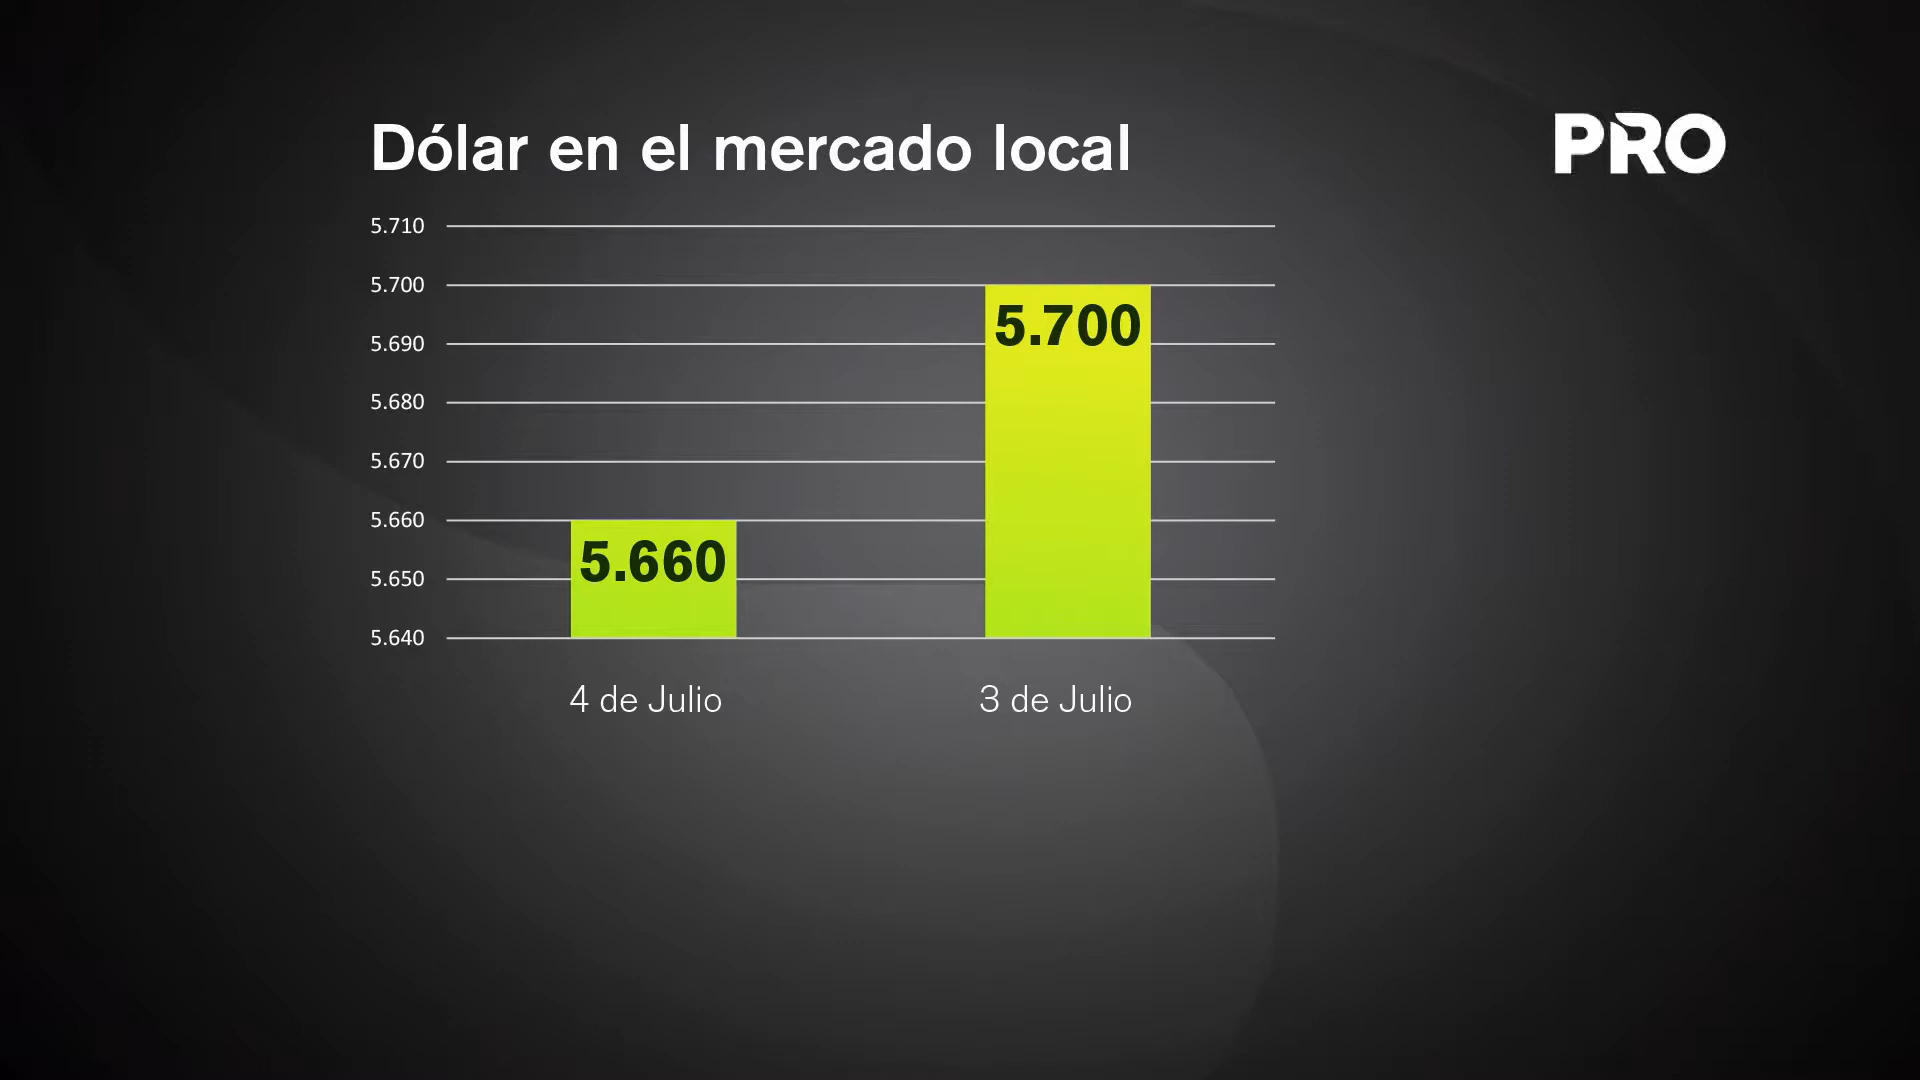 Dólar en el mercado local
PRO
5.710
5.700
5.690
5.680
5.670
5.660
5.650
5.640
5.660
5.700
4 de Julio
3 de Julio